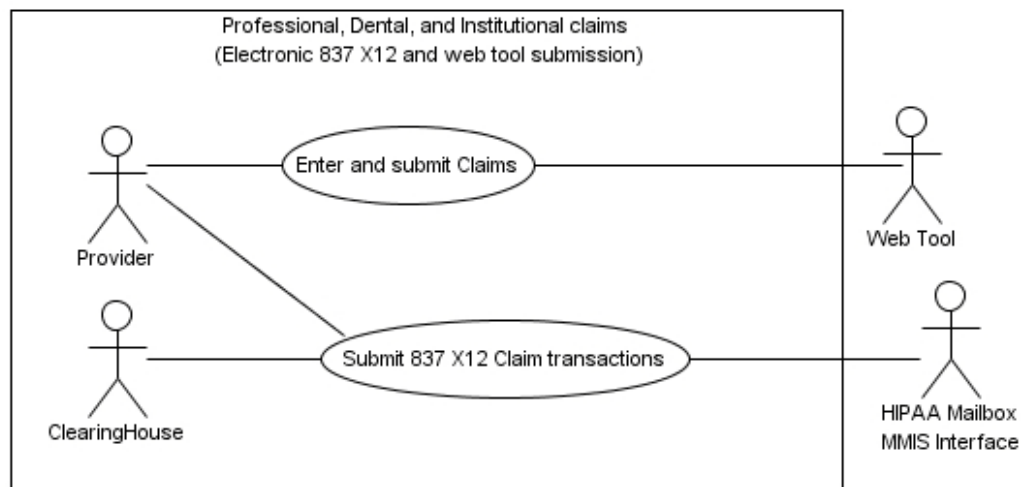 Professional, Dental, and Institutional claims
(Electronic 837 X12 and web tool submission)
Enter and submit Claims
Provider
Web Tool
Submit 837 X12 Claim transactions
ClearingHouse
HIPAA Mailbox
MMIS Interface